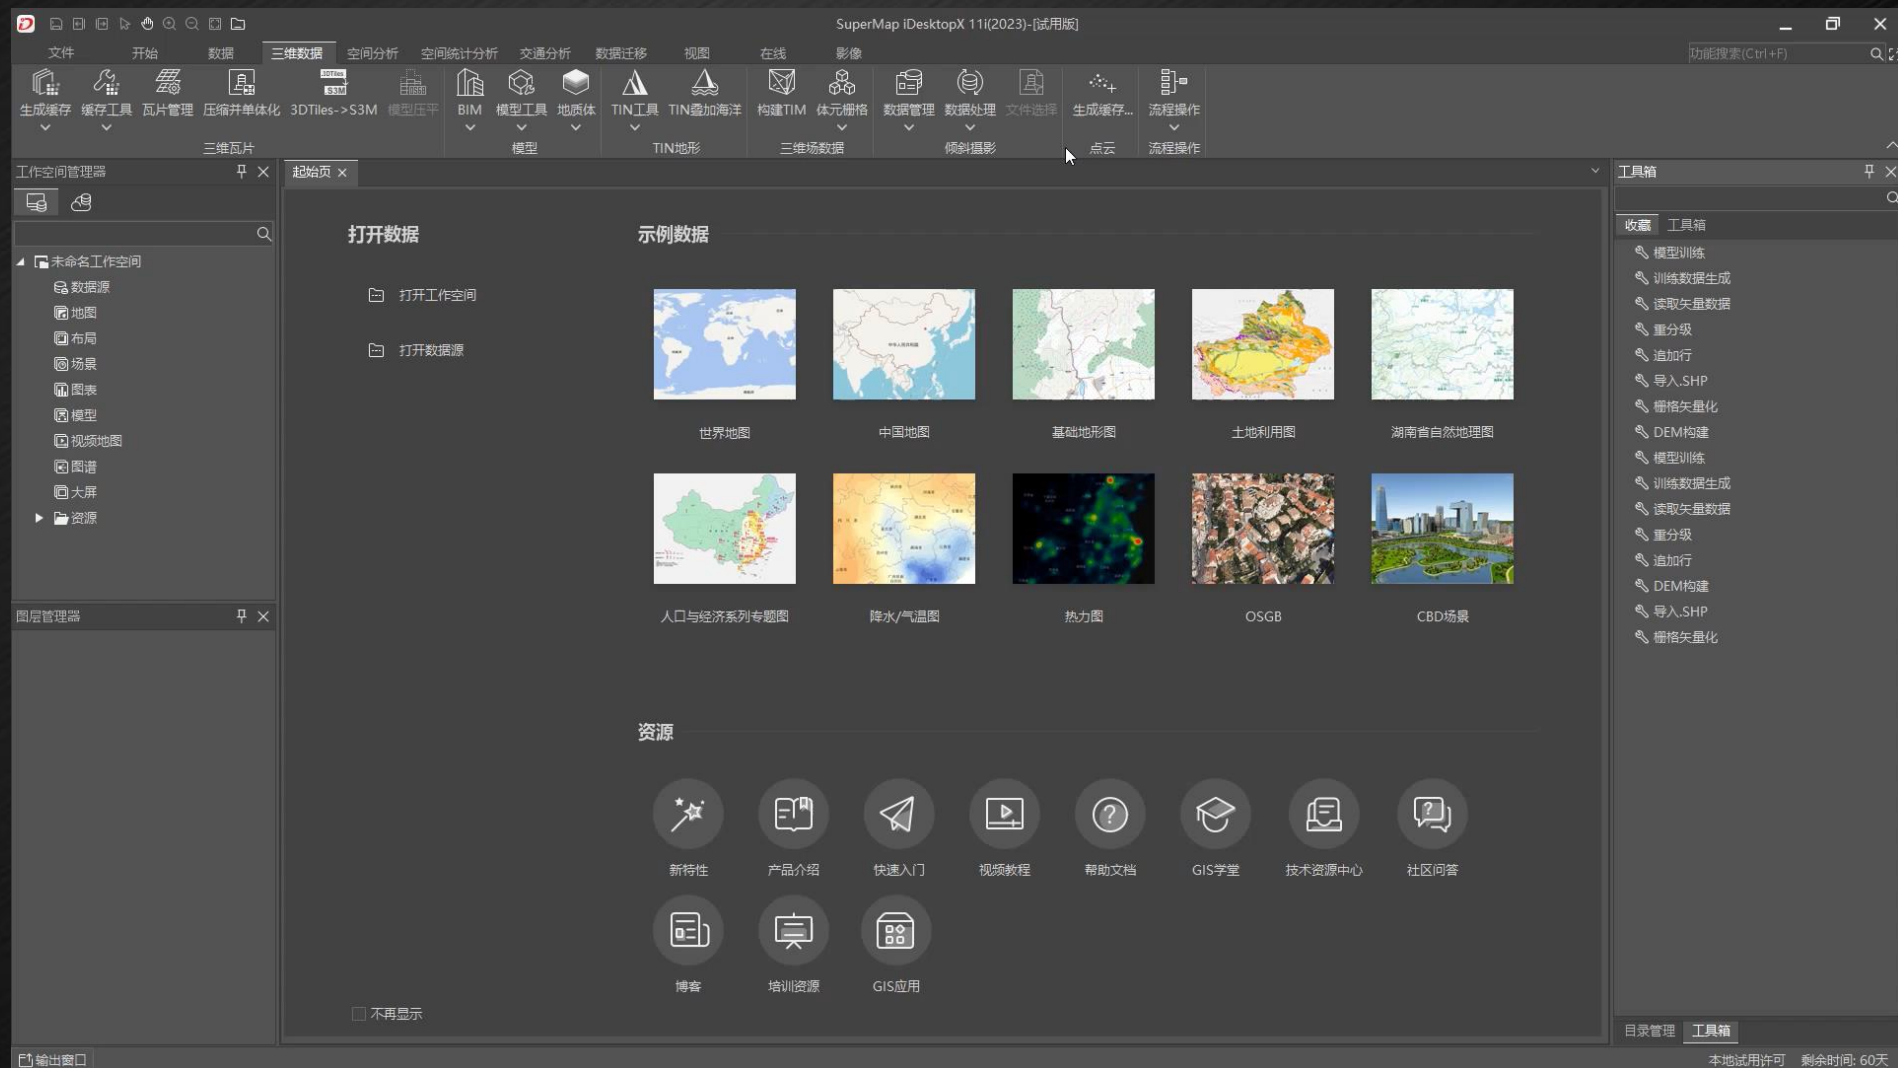 SuperMap iDesktopX 11i(2023)-[试用版]
文件 开始 数据 三维数据 空间分析 空间统计分析 交通分析 数据迁移 视图 在线 影像 功能搜索(Ctrl+F)
生成缓存 缓存工具 瓦片管理 压缩并单体化 3DTiles->S3M 模型压平 BIM 模型工具 地质体 TIN工具 TIN叠加海洋 构建TIM 体元栅格 数据管理 数据处理 文件选择 生成缓存... 流程操作
三维瓦片 模型 TIN地形 三维场数据 倾斜摄影 点云 流程操作
工作空间管理器
起始页
工具箱
收藏 工具箱
打开数据
示例数据
未命名工作空间
数据源
地图
布局
场景
图表
模型
视频地图
图谱
大屏
资源
图层管理器
打开工作空间
打开数据源
世界地图 中国地图 基础地形图 土地利用图 湖南省自然地理图
人口与经济系列专题图 降水/气温图 热力图 OSGB CBD场景
资源
新特性 产品介绍 快速入门 视频教程 帮助文档 GIS学堂 技术资源中心 社区问答
博客 培训资源 GIS应用
不再显示
模型训练
训练数据生成
读取矢量数据
重分级
追加行
导入.SHP
栅格矢量化
DEM构建
模型训练
训练数据生成
读取矢量数据
重分级
追加行
DEM构建
导入.SHP
栅格矢量化
目录管理 工具箱
输出窗口
本地试用许可 剩余时间: 60天